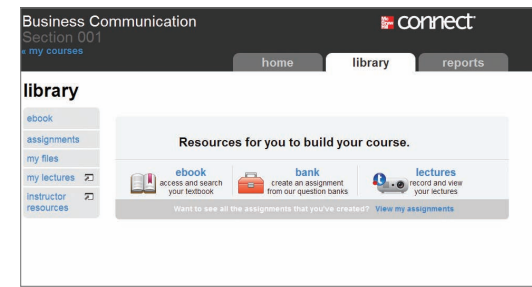 Business Communication
Section 001
« my courses
connect
home library reports
library
ebook
assignments
my files
my lectures
instructor
resources
Resources for you to build your course.
ebook
access and search
your textbook
bank
create an assignment
from our question banks
lectures
record and view
your lectures
Want to see all the assignments that you've created? View my assignments